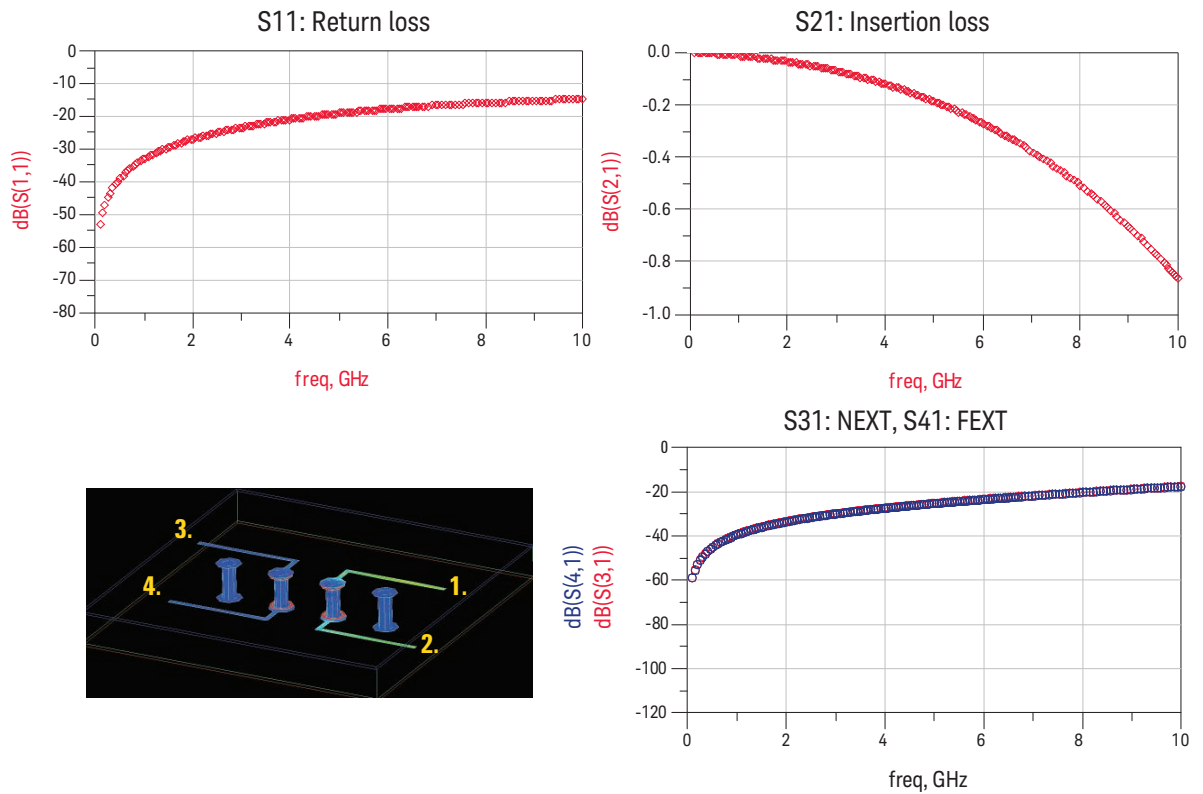 S11: Return loss
0
-10
-20
-30
-40
-50
-60
-70
-80
dB(S(1,1))
0 2 4 6 8 10
freq, GHz
S21: Insertion loss
0.0
-0.2
-0.4
-0.6
-0.8
-1.0
dB(S(2,1))
0 2 4 6 8 10
freq, GHz
3.
4.
1.
2.
S31: NEXT, S41: FEXT
0
-20
-40
-60
-80
-100
-120
dB(S(4,1))
dB(S(3,1))
0 2 4 6 8 10
freq, GHz